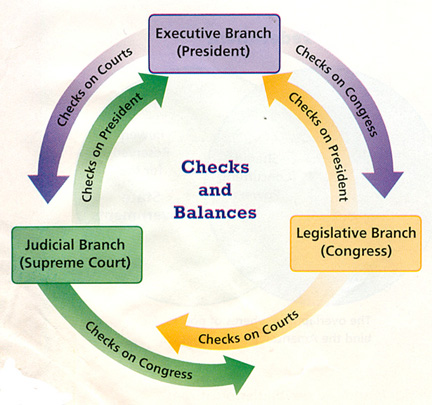 Executive Branch
(President)
Checks on Courts
Checks on Congress
Checks on President
Checks on President
Checks
and
Balances
Judicial Branch
(Supreme Court)
Legislative Branch
(Congress)
Checks on Courts
Checks on Congress